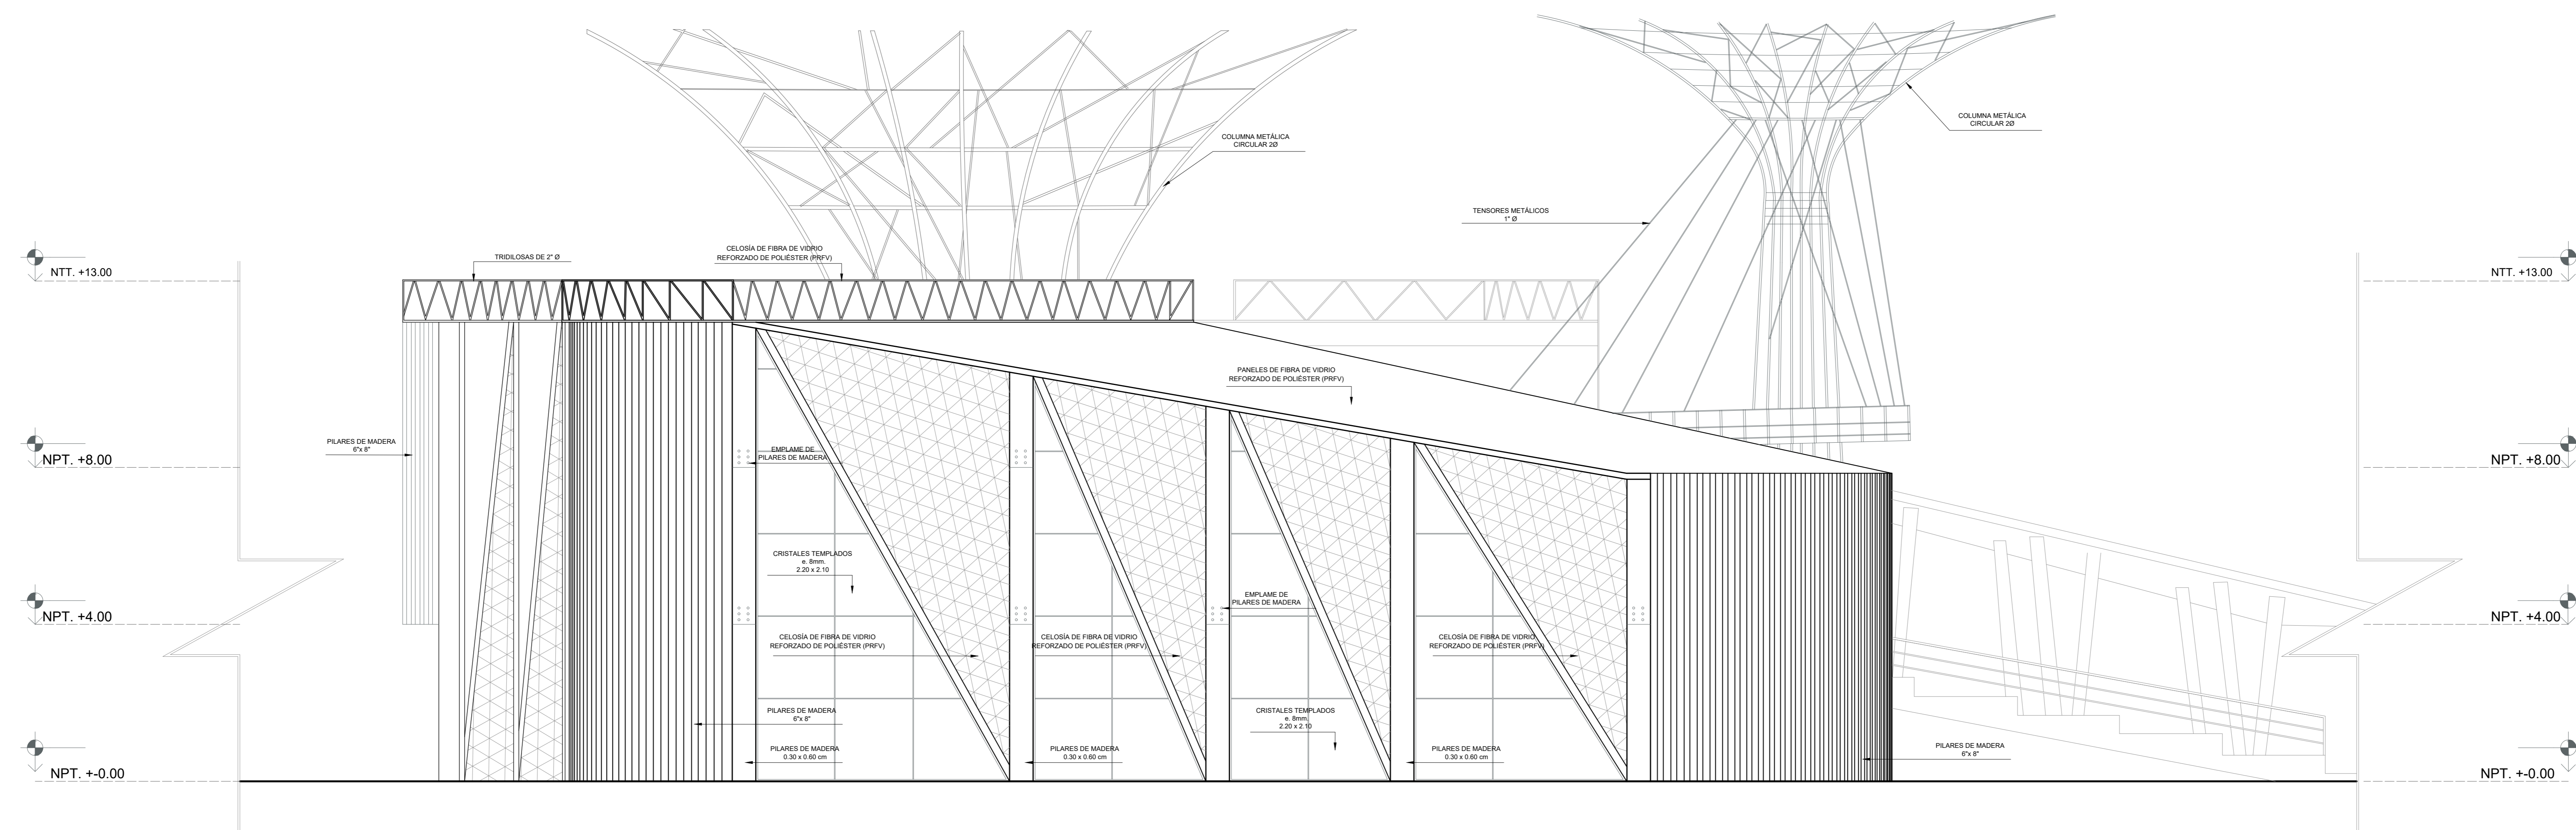 COLUMNA METÁLICA
CIRCULAR 2Ø
COLUMNA METÁLICA
CIRCULAR 2Ø
TENSORES METÁLICOS
1" Ø
TRIDILOSAS DE 2" Ø
CELOSÍA DE FIBRA DE VIDRIO
REFORZADO DE POLIÉSTER (PRFV)
NTT. +13.00
NTT. +13.00
PANELES DE FIBRA DE VIDRIO
REFORZADO DE POLIÉSTER (PRFV)
PILARES DE MADERA
6"x 8"
EMPLAME DE
PILARES DE MADERA
NPT. +8.00
NPT. +8.00
CRISTALES TEMPLADOS
e. 8mm.
2.20 x 2.10
EMPLAME DE
PILARES DE MADERA
NPT. +4.00
NPT. +4.00
CELOSÍA DE FIBRA DE VIDRIO
REFORZADO DE POLIÉSTER (PRFV)
CELOSÍA DE FIBRA DE VIDRIO
REFORZADO DE POLIÉSTER (PRFV)
CELOSÍA DE FIBRA DE VIDRIO
REFORZADO DE POLIÉSTER (PRFV)
PILARES DE MADERA
6"x 8"
CRISTALES TEMPLADOS
e. 8mm.
2.20 x 2.10
PILARES DE MADERA
0.30 x 0.60 cm
PILARES DE MADERA
0.30 x 0.60 cm
PILARES DE MADERA
0.30 x 0.60 cm
PILARES DE MADERA
6"x 8"
NPT. +-0.00
NPT. +-0.00